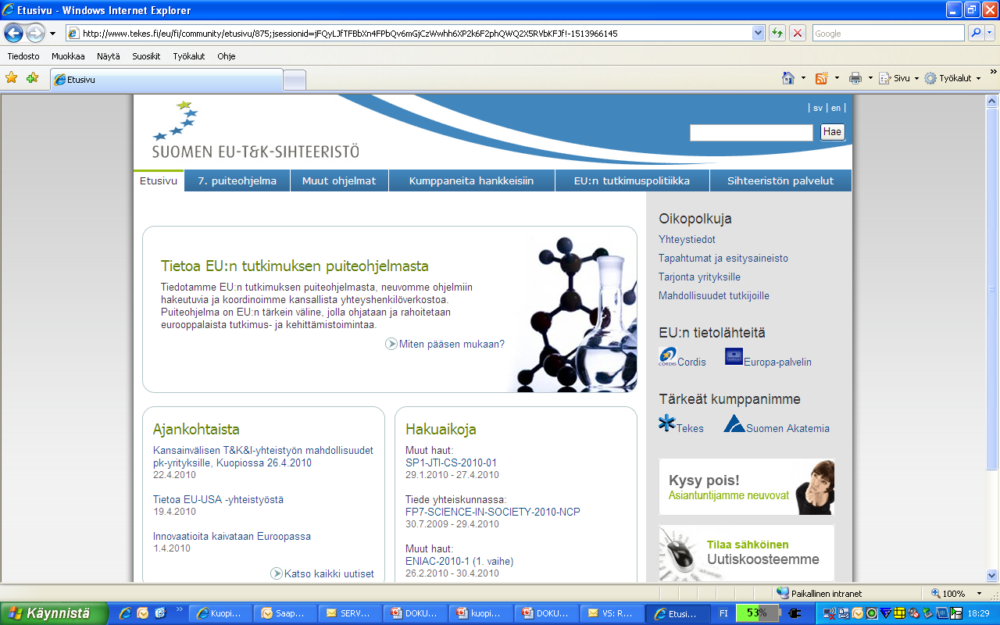 Etusivu - Windows Internet Explorer
http://www.tekes.fi/eu/fi/community/etusivu/875;jsessionid=jFQyLJfTFBbXn4FPbQv6mGjCzWwhh6XP2k6F2phQWQ2X5RVbKFJf!-1513966145
Google
Tiedosto Muokkaa Näytä Suosikit Työkalut Ohje
Etusivu
Sivu Työkalut
| sv | en |
Hae
SUOMEN EU-T&K-SIHTEERISTÖ
Etusivu 7. puiteohjelma Muut ohjelmat Kumppaneita hankkeisiin EU:n tutkimuspolitiikka Sihteeristön palvelut
Tietoa EU:n tutkimuksen puiteohjelmasta
Tiedotamme EU:n tutkimuksen puiteohjelmasta, neuvomme ohjelmiin
hakeutuvia ja koordinoimme kansallista yhteyshenkilöverkostoa.
Puiteohjelma on EU:n tärkein väline, jolla ohjataan ja rahoitetaan
eurooppalaista tutkimus- ja kehittämistoimintaa.
Miten pääsen mukaan?
Ajankohtaista
Kansainvälisen T&K&I-yhteistyön mahdollisuudet
pk-yrityksille, Kuopiossa 26.4.2010
22.4.2010
Tietoa EU-USA -yhteistyöstä
19.4.2010
Innovaatioita kaivataan Euroopassa
1.4.2010
Katso kaikki uutiset
Hakuaikoja
Muut haut:
SP1-JTI-CS-2010-01
29.1.2010 - 27.4.2010
Tiede yhteiskunnassa:
FP7-SCIENCE-IN-SOCIETY-2010-NCP
30.7.2009 - 29.4.2010
Muut haut:
ENIAC-2010-1 (1. vaihe)
26.2.2010 - 30.4.2010
Oikopolkuja
Yhteystiedot
Tapahtumat ja esitysaineisto
Tarjonta yrityksille
Mahdollisuudet tutkijoille
EU:n tietolähteitä
CORDIS Cordis Europa-palvelin
Tärkeät kumppanimme
Tekes Suomen Akatemia
Kysy pois!
Asiantuntijamme neuvovat
Tilaa sähköinen
Uutiskoosteemme
Paikallinen intranet 100%
Käynnistä Kuopi... Saap... SERV... DOKU... kuopi... DOKU... VS: R... Etusi... FI 53% 18:29